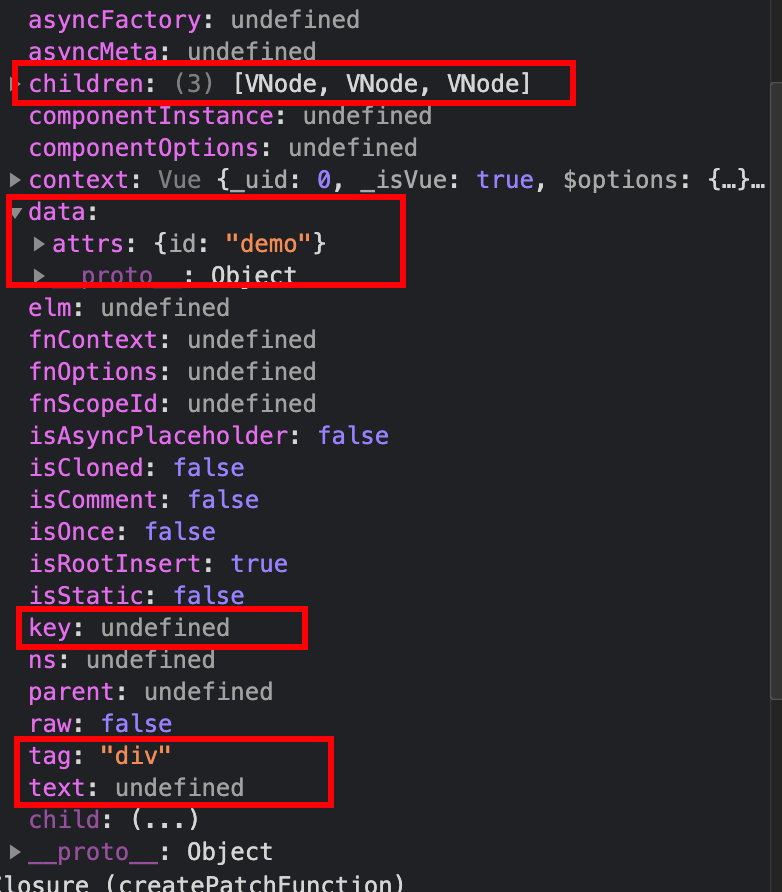 asyncFactory: undefined
asyncMeta: undefined
children: (3) [VNode, VNode, VNode]
componentInstance: undefined
componentOptions: undefined
context: Vue {_uid: 0, _isVue: true, $options: {…}…
data:
attrs: {id: "demo"}
__proto__: Object
elm: undefined
fnContext: undefined
fnOptions: undefined
fnScopeId: undefined
isAsyncPlaceholder: false
isCloned: false
isComment: false
isOnce: false
isRootInsert: true
isStatic: false
key: undefined
ns: undefined
parent: undefined
raw: false
tag: "div"
text: undefined
child: (...)
__proto__: Object
Closure (createPatchFunction)